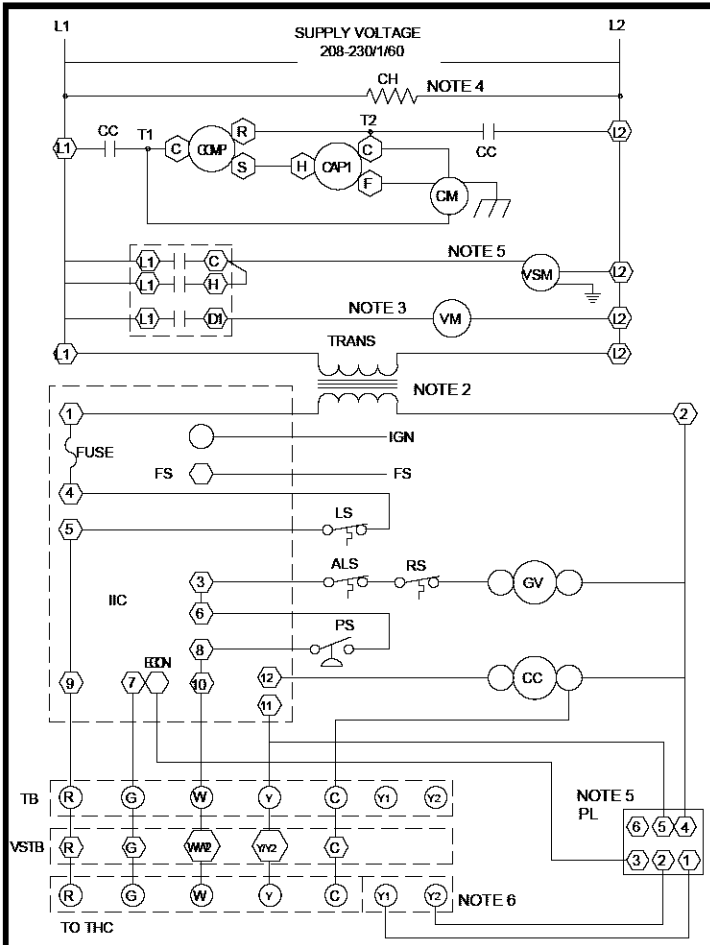 L1 SUPPLY VOLTAGE L2
208-230/1/60
CH NOTE 4
CC T1 R T2
L1 C COMP H CAP1 C CC L2
S F CM
NOTE 5
L1 C VSM L2
L1 H
NOTE 3
L1 D1 VM L2
TRANS
L1 L2
NOTE 2
1 2
IGN
FUSE
FS FS
4
LS
5
ALS RS
3 GV
IIC
6
PS
8
ECON
9 7 10 12 CC
11
TB R G W Y C Y1 Y2
NOTE 5
PL
6 5 4
VSTB R G W/W2 Y/Y2 C
3 2 1
R G W Y C Y1 Y2 NOTE 6
TO THC